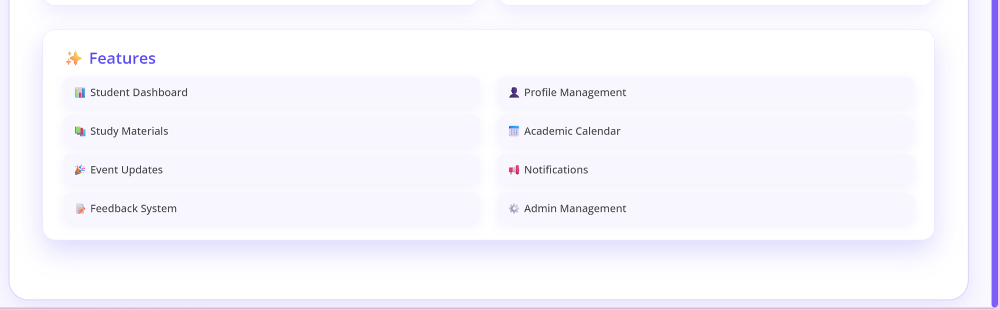 Features
Student Dashboard
Profile Management
Study Materials
Academic Calendar
Event Updates
Notifications
Feedback System
Admin Management